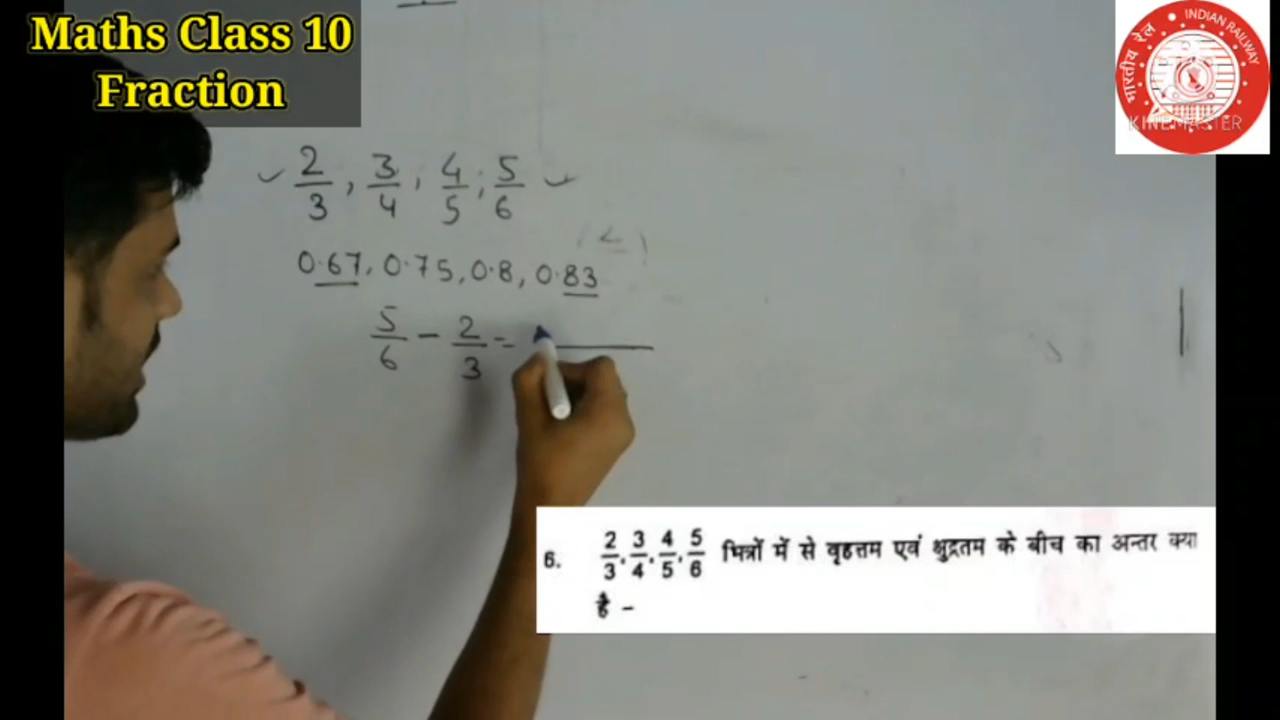 Maths Class 10
Fraction
भारतीय रेल
INDIAN RAILWAY
KINEMASTER
2/3, 3/4, 4/5, 5/6
0.67, 0.75, 0.8, 0.83
5/6 - 2/3 =
6. 2/3, 3/4, 4/5, 5/6 भिन्नों में से वृहत्तम एवं क्षुद्रतम के बीच का अन्तर क्या
है -